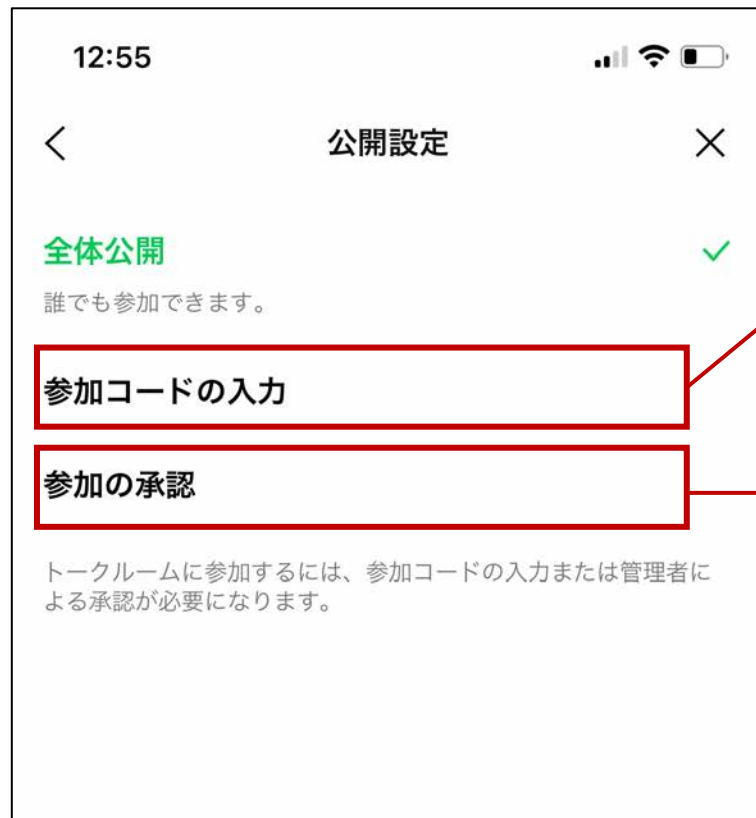 12:55
公開設定
全体公開
誰でも参加できます。
参加コードの入力
参加の承認
トークルームに参加するには、参加コードの入力または管理者に
よる承認が必要になります。